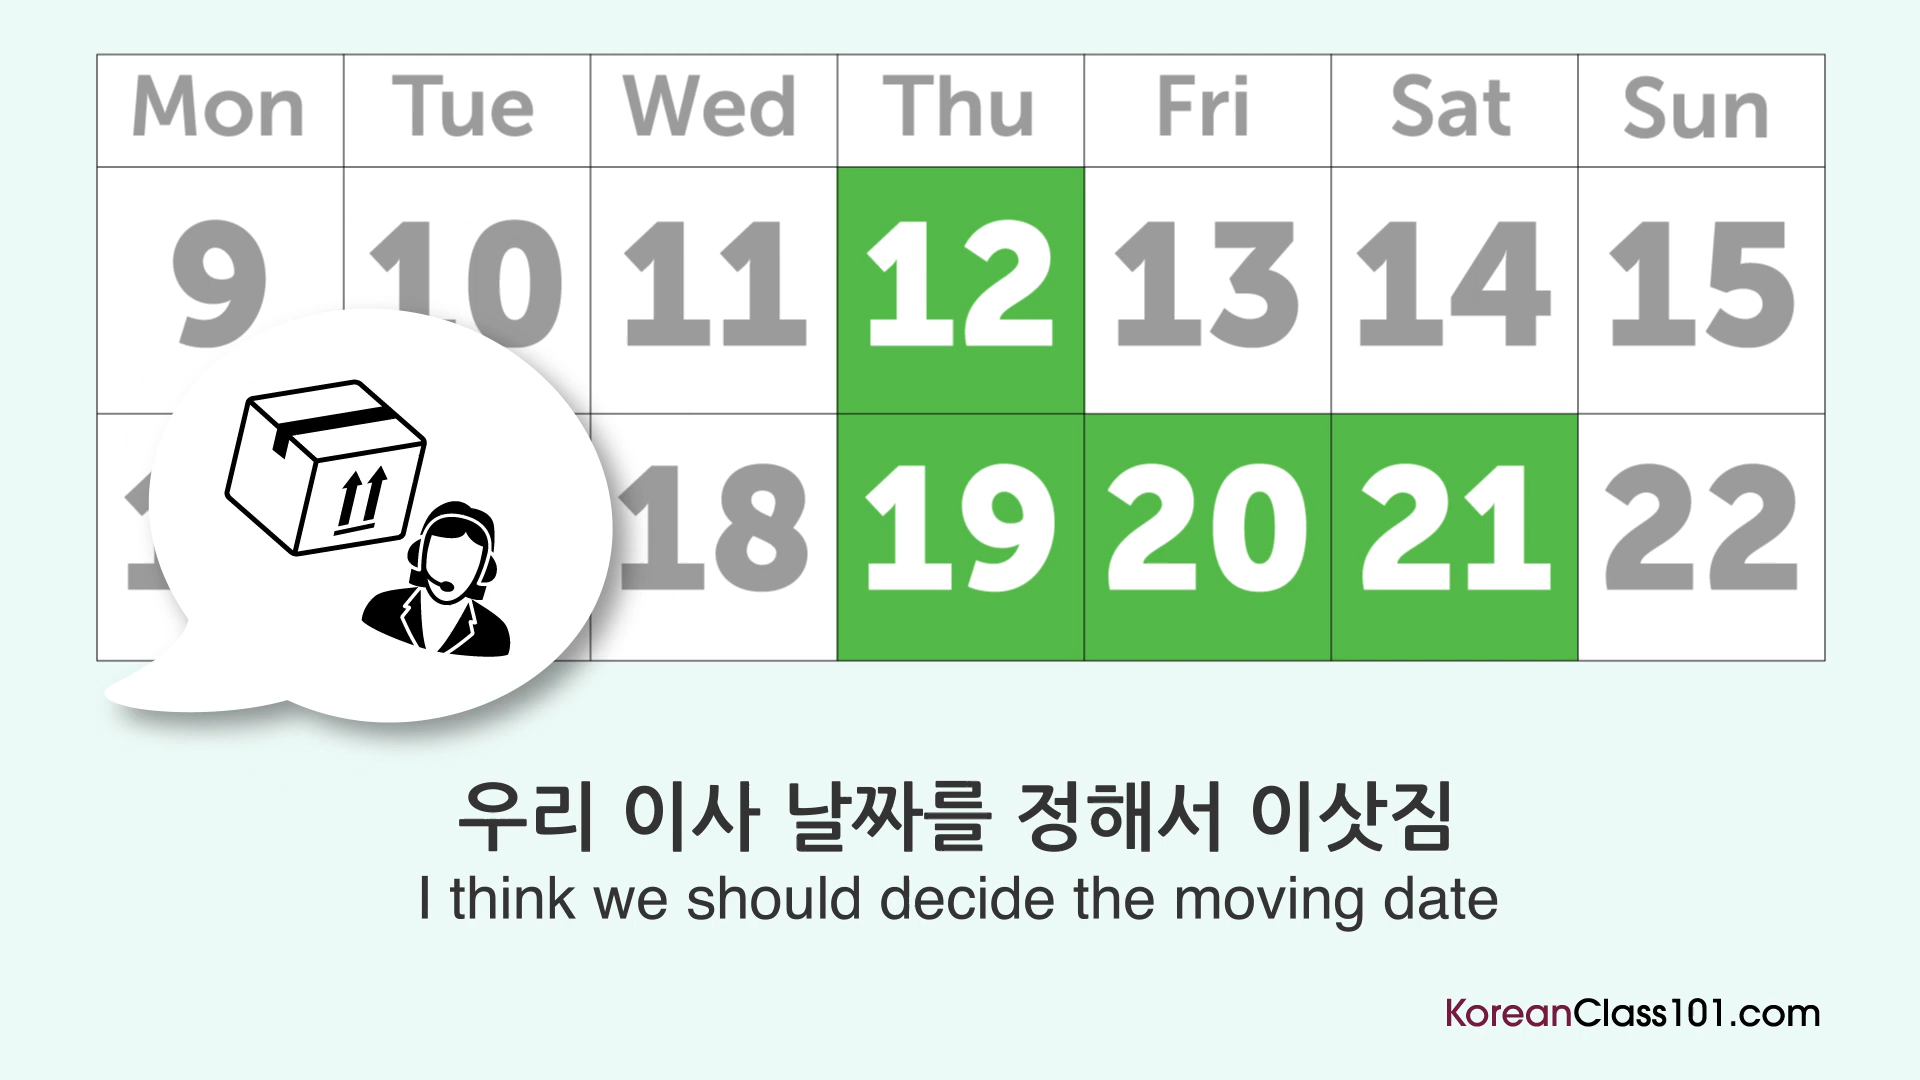 Mon Tue Wed Thu Fri Sat Sun
9 10 11 12 13 14 15
18 19 20 21 22
우리 이사 날짜를 정해서 이삿짐
I think we should decide the moving date
KoreanClass101.com